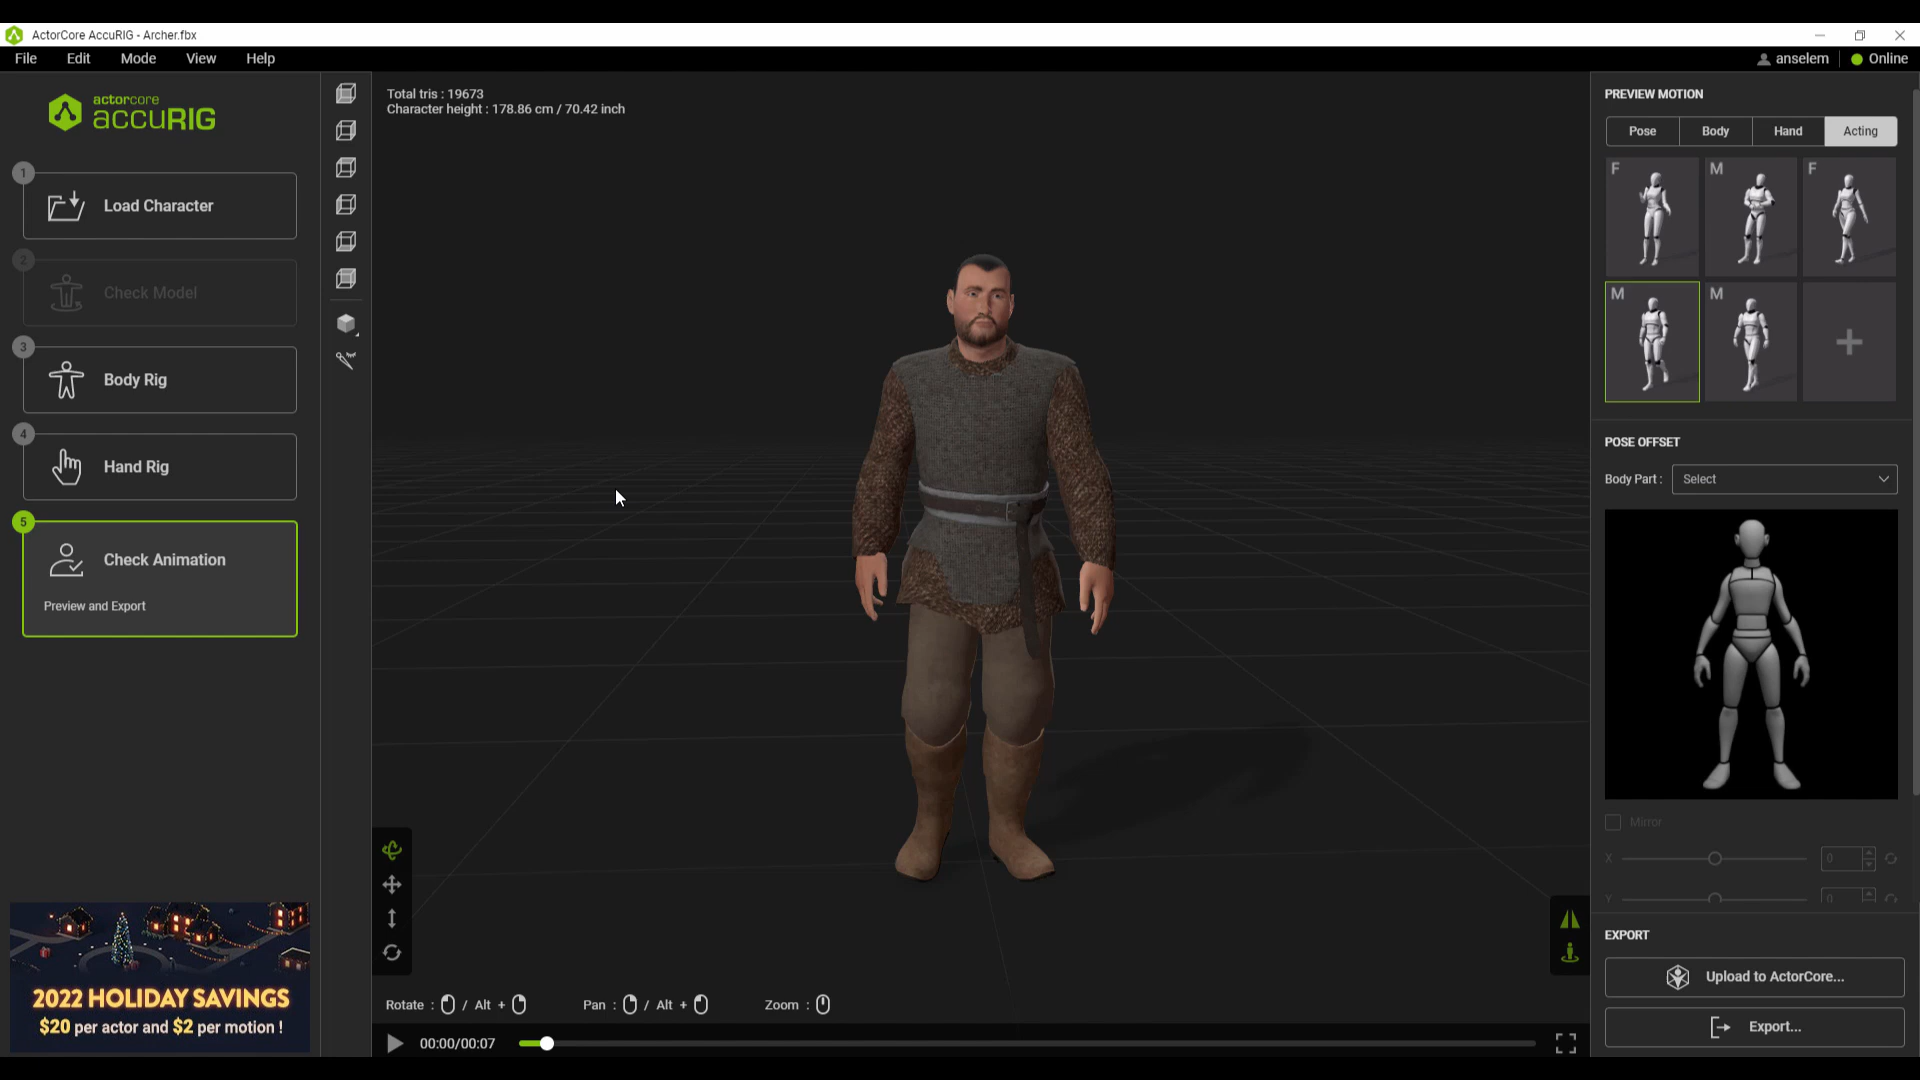 ActorCore AccuRIG - Archer.fbx
File Edit Mode View Help
anselem Online
actorcore
accuRIG
1
Load Character
2
Check Model
3
Body Rig
4
Hand Rig
5
Check Animation
Preview and Export
2022 HOLIDAY SAVINGS
$20 per actor and $2 per motion !
Total tris : 19673
Character height : 178.86 cm / 70.42 inch
Rotate : / Alt + Pan : / Alt + Zoom :
00:00/00:07
PREVIEW MOTION
Pose Body Hand Acting
F M F
M M
POSE OFFSET
Body Part : Select
Mirror
X 0
Y 0
EXPORT
Upload to ActorCore...
Export...